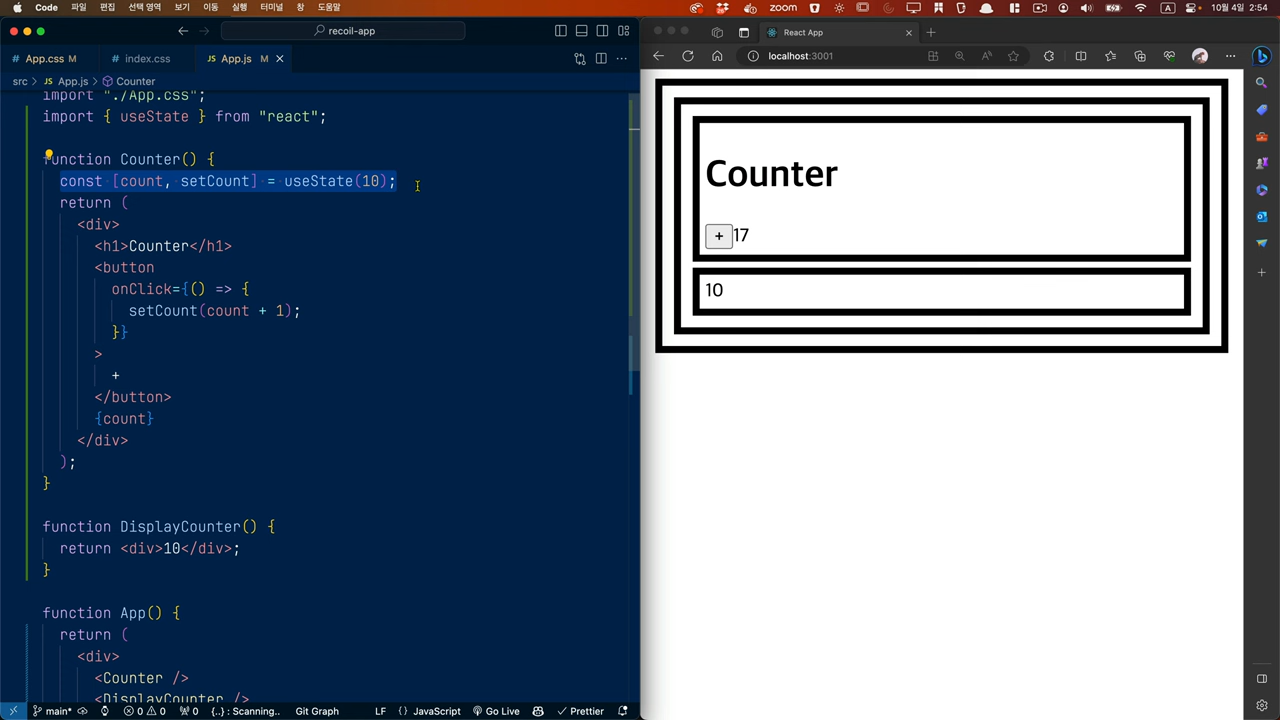 Code 파일 편집 선택 영역 보기 이동 실행 터미널 창 도움말
zoom
A
10월 4일 2:54
recoil-app
React App
App.css M
index.css
App.js M
localhost:3001
src > App.js > Counter
import "./App.css";
import { useState } from "react";
function Counter() {
const [count, setCount] = useState(10);
return (
<div>
<h1>Counter</h1>
<button
onClick={() => {
setCount(count + 1);
}}
>
+
</button>
{count}
</div>
);
}
function DisplayCounter() {
return <div>10</div>;
}
function App() {
return (
<div>
<Counter />
<DisplayCounter />
Counter
+ 17
10
main* 0 0 0 {..} : Scanning.. Git Graph LF {} JavaScript Go Live Prettier